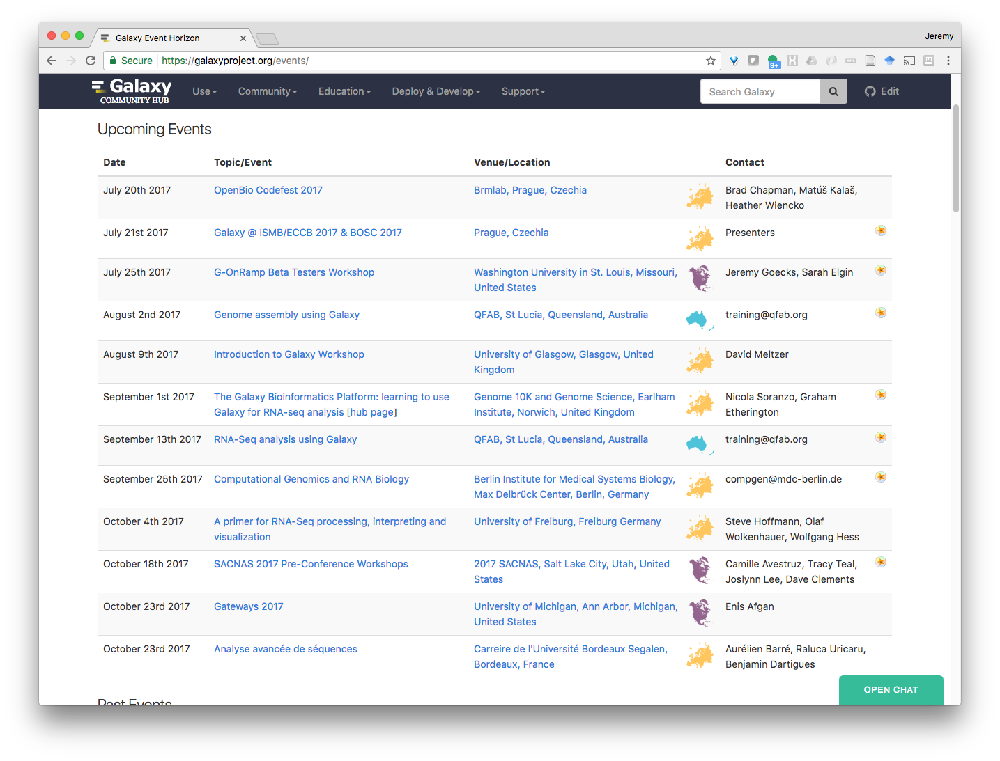 Galaxy Event Horizon
Jeremy
Secure https://galaxyproject.org/events/
9+
Galaxy
COMMUNITY HUB
Use Community Education Deploy & Develop Support
Search Galaxy
Edit
Upcoming Events
Date Topic/Event Venue/Location Contact
July 20th 2017 OpenBio Codefest 2017 Brmlab, Prague, Czechia Brad Chapman, Matúš Kalaš,
Heather Wiencko
July 21st 2017 Galaxy @ ISMB/ECCB 2017 & BOSC 2017 Prague, Czechia Presenters
July 25th 2017 G-OnRamp Beta Testers Workshop Washington University in St. Louis, Missouri, Jeremy Goecks, Sarah Elgin
United States
August 2nd 2017 Genome assembly using Galaxy QFAB, St Lucia, Queensland, Australia training@qfab.org
August 9th 2017 Introduction to Galaxy Workshop University of Glasgow, Glasgow, United David Meltzer
Kingdom
September 1st 2017 The Galaxy Bioinformatics Platform: learning to use Genome 10K and Genome Science, Earlham Nicola Soranzo, Graham
Galaxy for RNA-seq analysis [hub page] Institute, Norwich, United Kingdom Etherington
September 13th 2017 RNA-Seq analysis using Galaxy QFAB, St Lucia, Queensland, Australia training@qfab.org
September 25th 2017 Computational Genomics and RNA Biology Berlin Institute for Medical Systems Biology, compgen@mdc-berlin.de
Max Delbrück Center, Berlin, Germany
October 4th 2017 A primer for RNA-Seq processing, interpreting and University of Freiburg, Freiburg Germany Steve Hoffmann, Olaf
visualization Wolkenhauer, Wolfgang Hess
October 18th 2017 SACNAS 2017 Pre-Conference Workshops 2017 SACNAS, Salt Lake City, Utah, United Camille Avestruz, Tracy Teal,
States Joslynn Lee, Dave Clements
October 23rd 2017 Gateways 2017 University of Michigan, Ann Arbor, Michigan, Enis Afgan
United States
October 23rd 2017 Analyse avancée de séquences Carreire de l'Université Bordeaux Segalen, Aurélien Barré, Raluca Uricaru,
Bordeaux, France Benjamin Dartigues
Past Events
OPEN CHAT